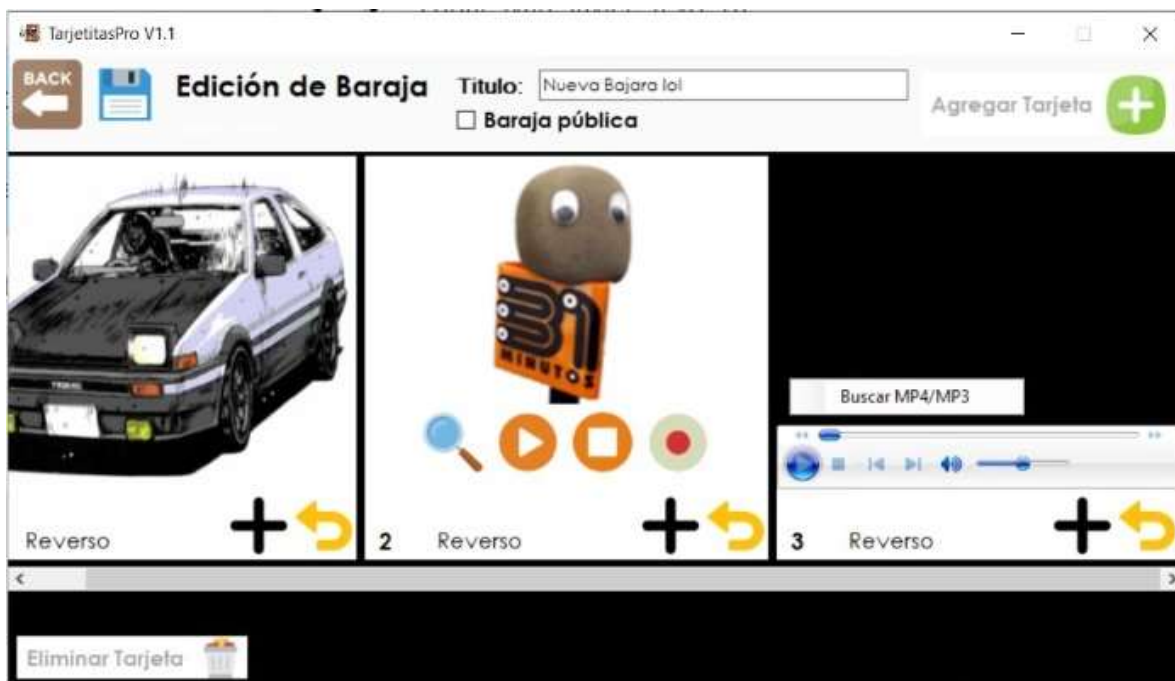 TarjetitasPro V1.1
BACK
Edición de Baraja
Titulo: Nueva Bajara lol
Baraja pública
Agregar Tarjeta
31
MINUTOS
Buscar MP4/MP3
Reverso
2 Reverso
3 Reverso
Eliminar Tarjeta